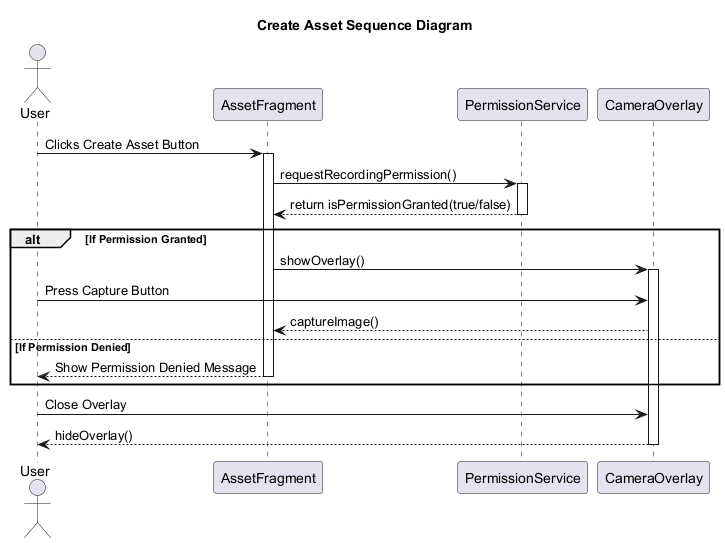 Create Asset Sequence Diagram
User
AssetFragment
PermissionService
CameraOverlay
Clicks Create Asset Button
requestRecordingPermission()
return isPermissionGranted(true/false)
alt
[If Permission Granted]
showOverlay()
Press Capture Button
captureImage()
[If Permission Denied]
Show Permission Denied Message
Close Overlay
hideOverlay()
User
AssetFragment
PermissionService
CameraOverlay